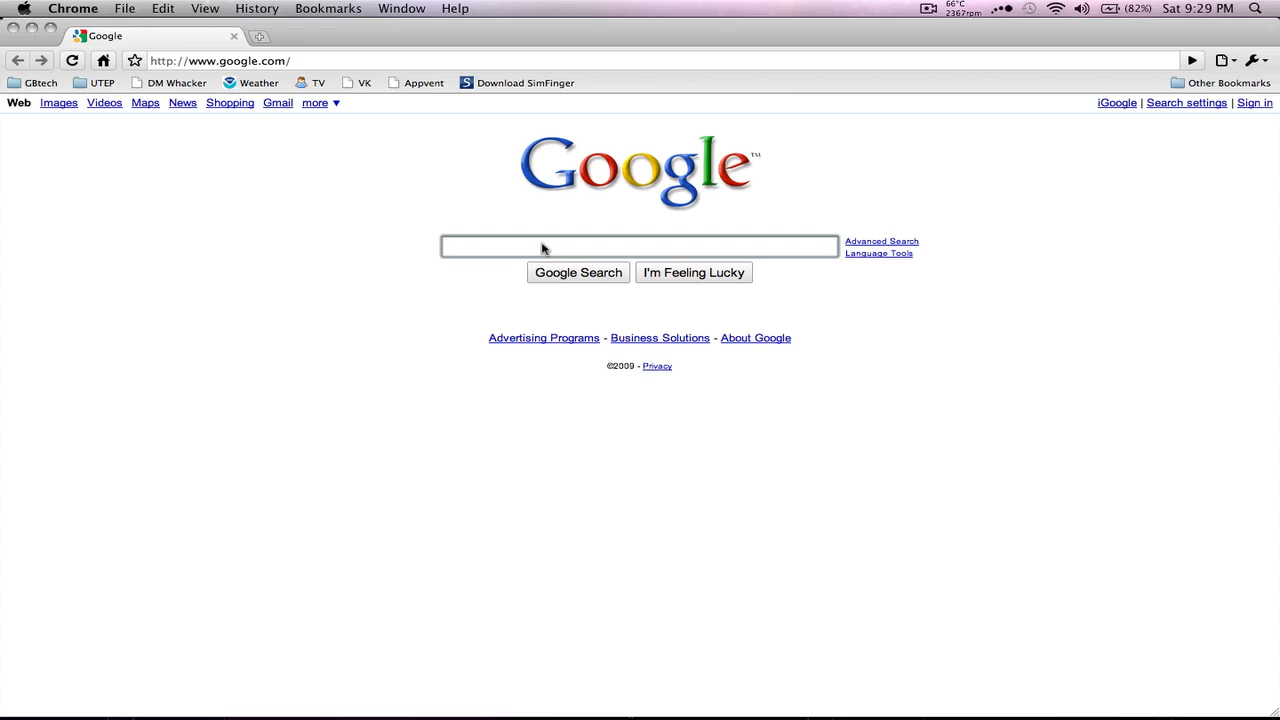 Chrome File Edit View History Bookmarks Window Help 66°C 2367rpm (82%) Sat 9:29 PM
Google
http://www.google.com/
GBtech UTEP DM Whacker Weather TV VK Appvent S Download SimFinger Other Bookmarks
Web Images Videos Maps News Shopping Gmail more ▼ iGoogle | Search settings | Sign in
Google™
Advanced Search
Language Tools
Google Search I'm Feeling Lucky
Advertising Programs - Business Solutions - About Google
©2009 - Privacy